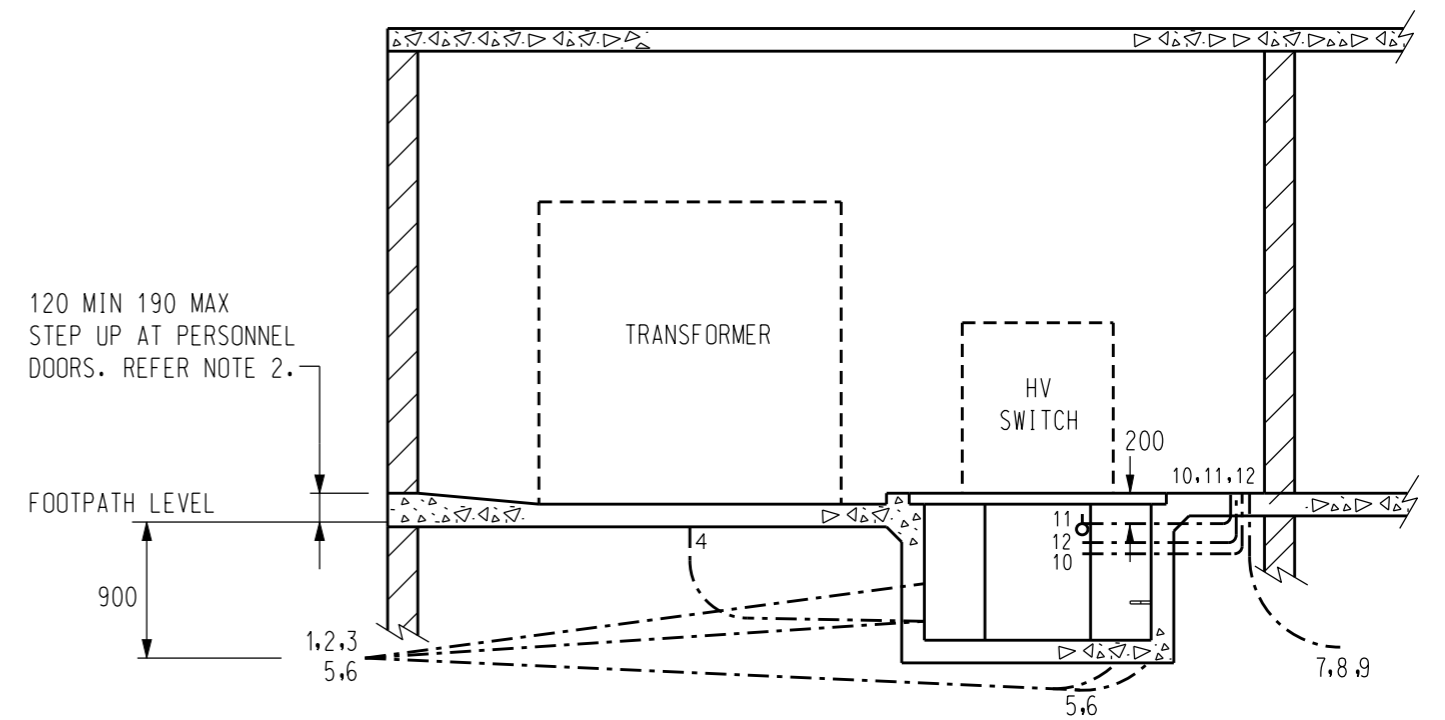 120 MIN 190 MAX
STEP UP AT PERSONNEL
DOORS. REFER NOTE 2.
TRANSFORMER
HV
SWITCH
200
10,11,12
FOOTPATH LEVEL
11
12
10
4
900
1,2,3
5,6
5,6
7,8,9